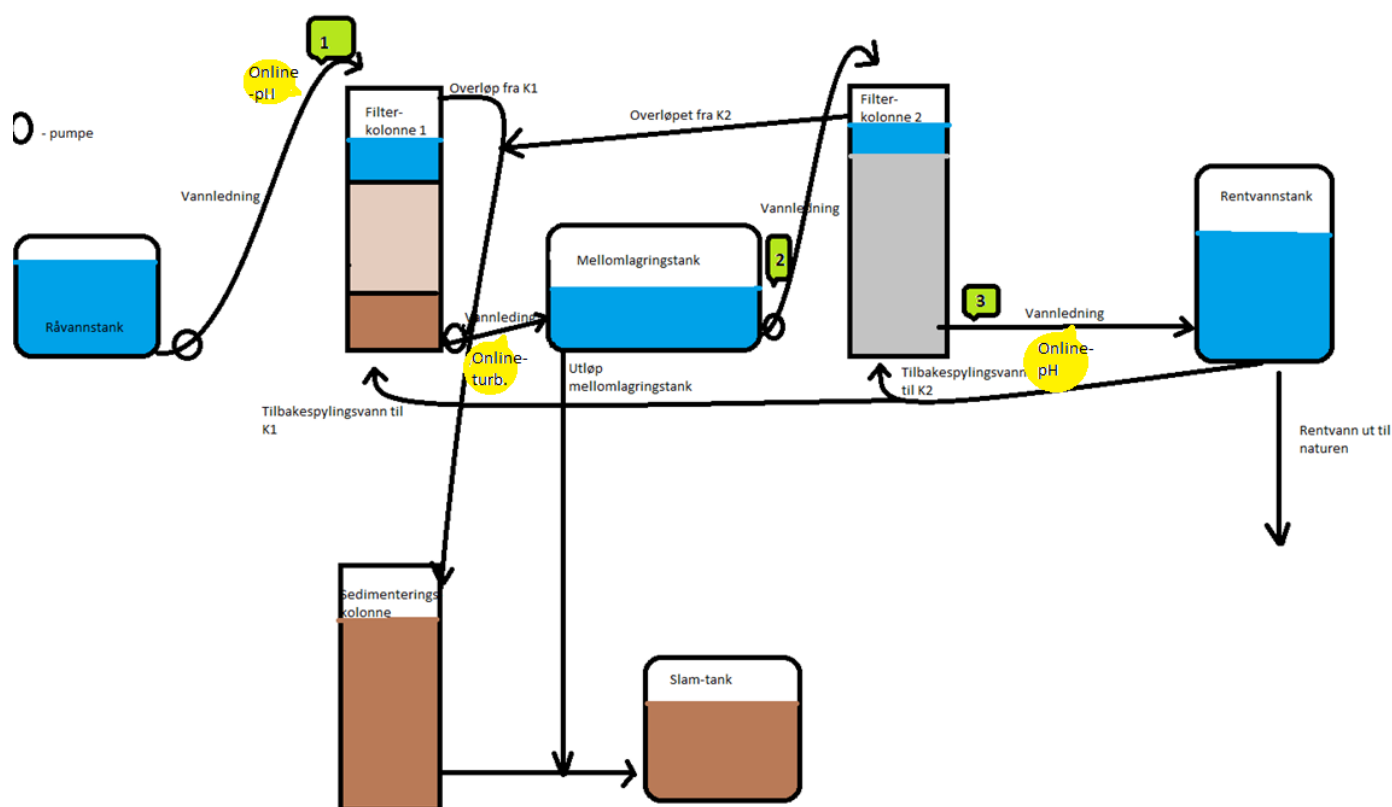 1
Online
-pH
Overløp fra K1
Filter-
kolonne 1
Filter-
kolonne 2
- pumpe
Overløpet fra K2
Vannledning
Vannledning
Rentvannstank
Råvannstank
Mellomlagringstank
2
3
Vannledning
Vannledning
Online-
turb.
Online-
pH
Utløp
mellomlagringstank
Tilbakespylingsvann
til K2
Tilbakespylingsvann til
K1
Rentvann ut til
naturen
Sedimenterings
kolonne
Slam-tank